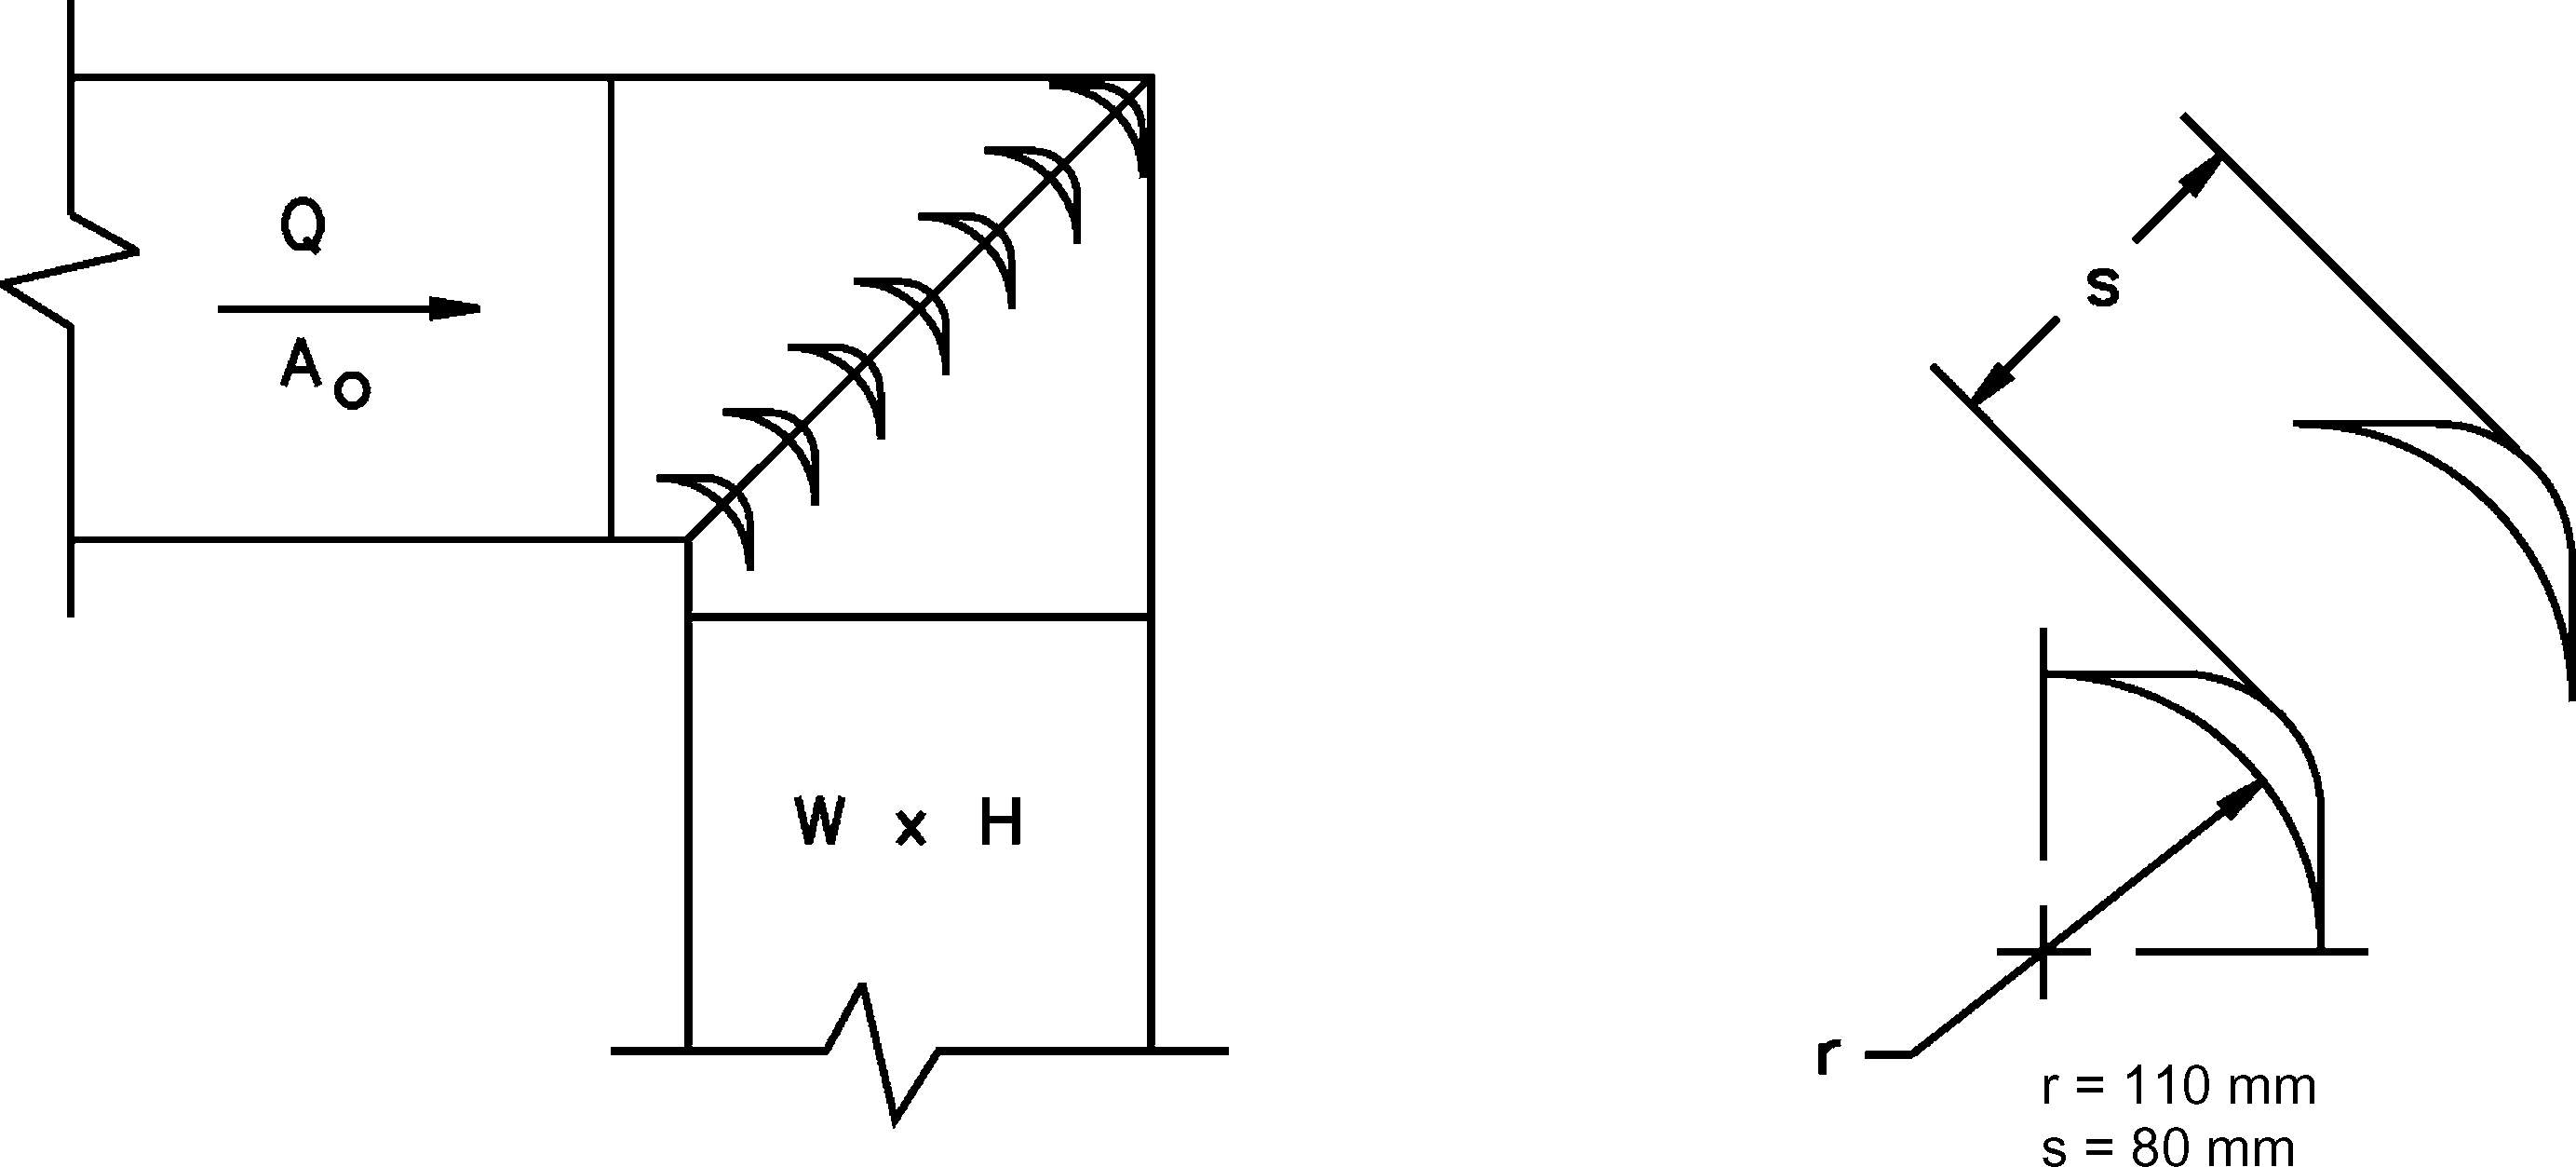 Q
A O
W x H
s
r
r = 110 mm
s = 80 mm